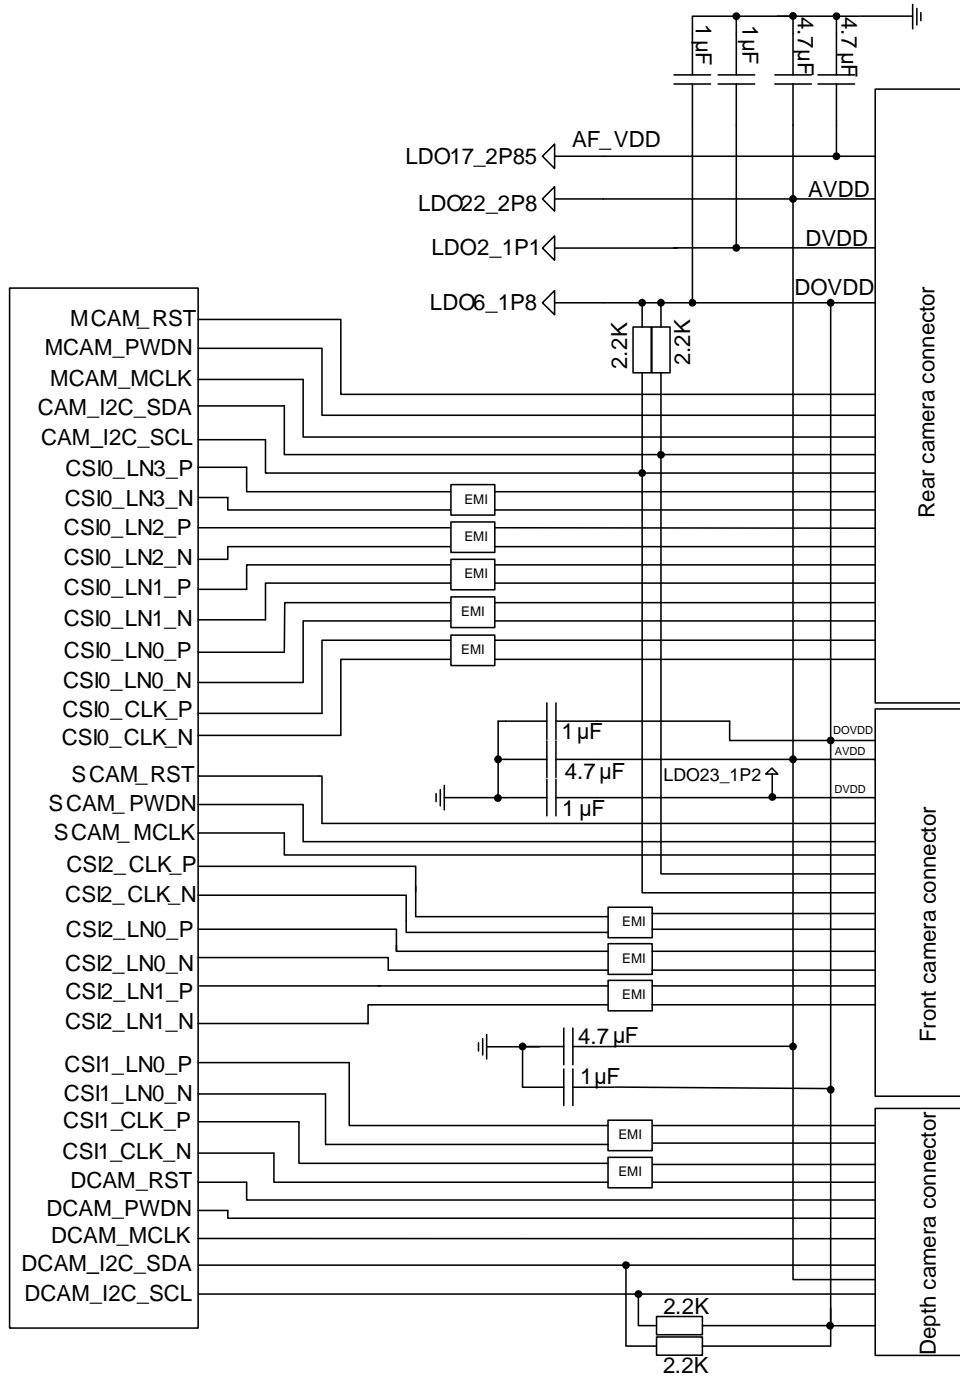 1 µF
1 µF
4.7 µF
4.7 µF
LDO17_2P85
AF_VDD
LDO22_2P8
AVDD
LDO2_1P1
DVDD
LDO6_1P8
DOVDD
2.2K
2.2K
Rear camera connector
MCAM_RST
MCAM_PWDN
MCAM_MCLK
CAM_I2C_SDA
CAM_I2C_SCL
CSI0_LN3_P
CSI0_LN3_N
CSI0_LN2_P
CSI0_LN2_N
CSI0_LN1_P
CSI0_LN1_N
CSI0_LN0_P
CSI0_LN0_N
CSI0_CLK_P
CSI0_CLK_N
EMI
EMI
EMI
EMI
EMI
1 µF
DOVDD
AVDD
4.7 µF
LDO23_1P2
DVDD
1 µF
Front camera connector
SCAM_RST
SCAM_PWDN
SCAM_MCLK
CSI2_CLK_P
CSI2_CLK_N
CSI2_LN0_P
CSI2_LN0_N
CSI2_LN1_P
CSI2_LN1_N
EMI
EMI
EMI
4.7 µF
1 µF
CSI1_LN0_P
CSI1_LN0_N
CSI1_CLK_P
CSI1_CLK_N
DCAM_RST
DCAM_PWDN
DCAM_MCLK
DCAM_I2C_SDA
DCAM_I2C_SCL
EMI
EMI
2.2K
2.2K
Depth camera connector